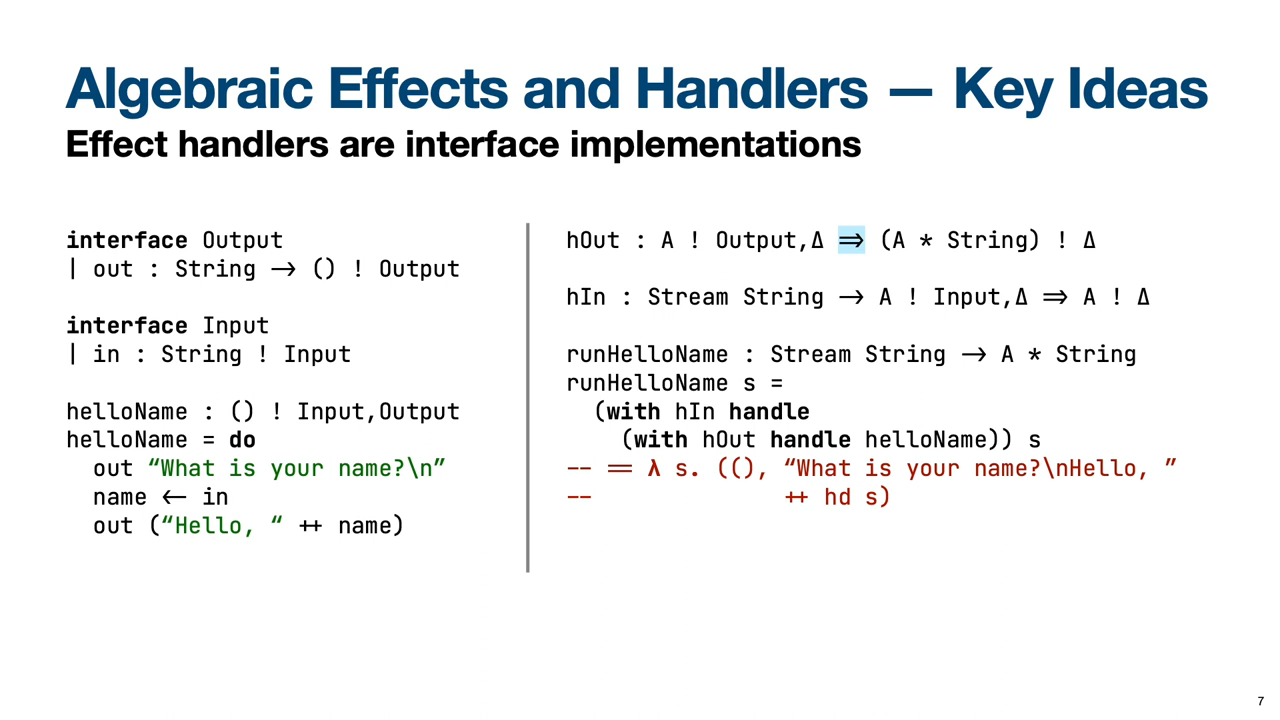 Algebraic Effects and Handlers — Key Ideas
Effect handlers are interface implementations
interface Output
| out : String → () ! Output
interface Input
| in : String ! Input
helloName : () ! Input,Output
helloName = do
out “What is your name?\n”
name ← in
out (“Hello, “ ++ name)
hOut : A ! Output,Δ ⇒ (A * String) ! Δ
hIn : Stream String → A ! Input,Δ ⇒ A ! Δ
runHelloName : Stream String → A * String
runHelloName s =
(with hIn handle
(with hOut handle helloName)) s
-- == λ s. ((), “What is your name?\nHello, ”
-- ++ hd s)
7